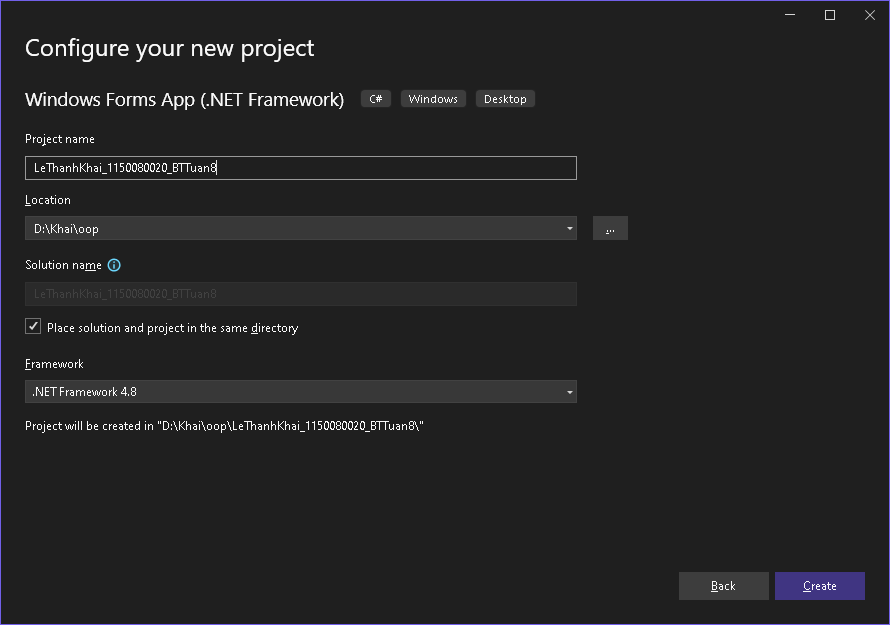 Configure your new project
Windows Forms App (.NET Framework) C# Windows Desktop
Project name
LeThanhKhai_1150080020_BTTuan8
Location
D:\Khai\oop
...
Solution name
LeThanhKhai_1150080020_BTTuan8
Place solution and project in the same directory
Framework
.NET Framework 4.8
Project will be created in "D:\Khai\oop\LeThanhKhai_1150080020_BTTuan8\"
Back Create